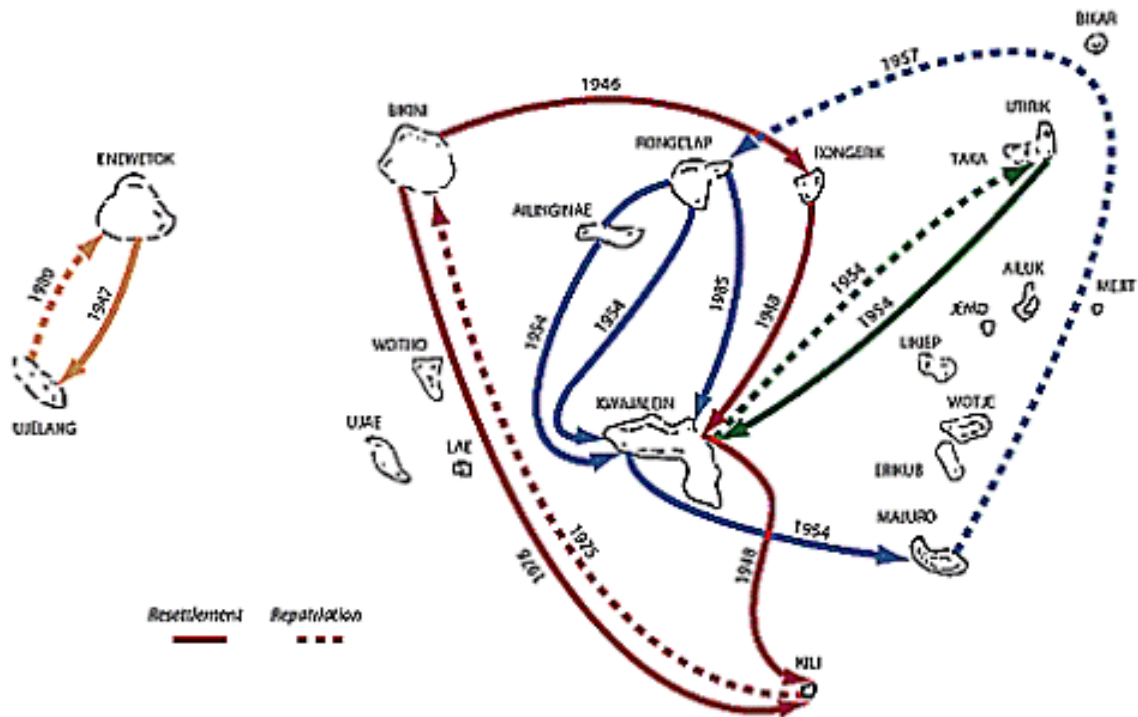 BIKAR
1957
1946
BIKINI
UTIRIK
RONGELAP
RONGERIK
TAKA
ENEWETOK
AILINGINAE
1954
1980
1947
1985
1948
1954
AILUK
MEJIT
JEMO
1954
1954
LIKIEP
WOTHO
KWAJALEIN
WOTJE
UJELANG
UJAE
LAE
ERIKUB
MAJURO
1954
1975
1978
1948
Resettlement
Repatriation
KILI